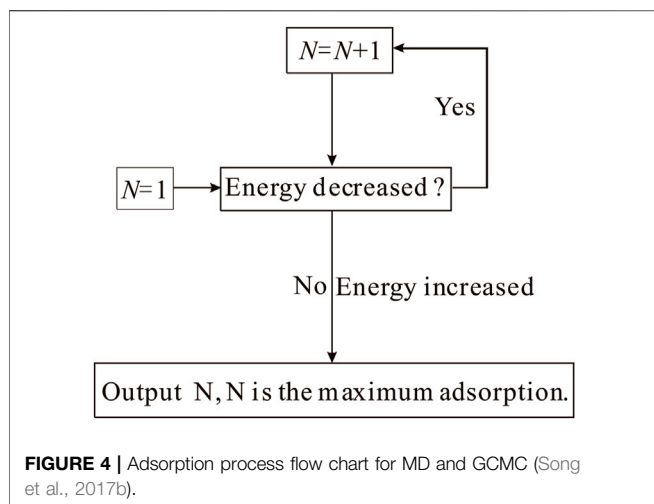 N=N+1
Yes
N=1
Energy decreased ?
No Energy increased
Output N, N is the maximum adsorption.
FIGURE 4 | Adsorption process flow chart for MD and GCMC (Song
et al., 2017b).